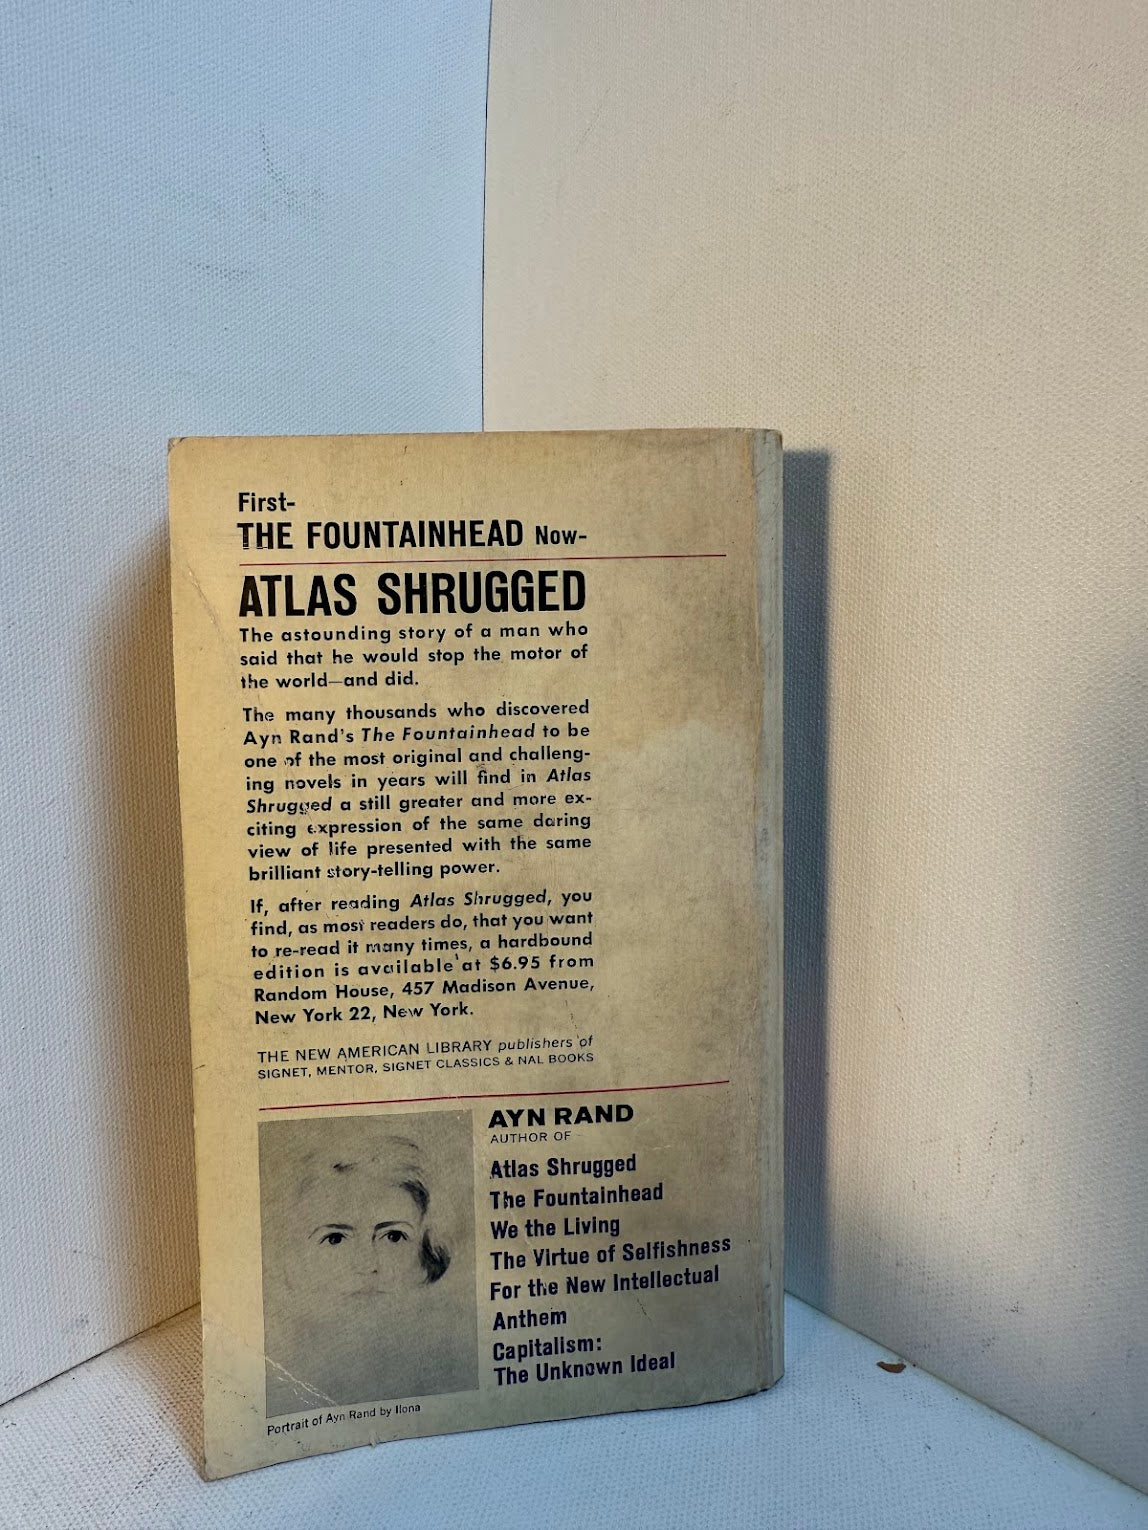 First-
THE FOUNTAINHEAD Now-
ATLAS SHRUGGED
The astounding story of a man who
said that he would stop the motor of
the world—and did.
The many thousands who discovered
Ayn Rand's The Fountainhead to be
one of the most original and challeng-
ing novels in years will find in Atlas
Shrugged a still greater and more ex-
citing expression of the same daring
view of life presented with the same
brilliant story-telling power.
If, after reading Atlas Shrugged, you
find, as most readers do, that you want
to re-read it many times, a hardbound
edition is available at $6.95 from
Random House, 457 Madison Avenue,
New York 22, New York.
THE NEW AMERICAN LIBRARY publishers of
SIGNET, MENTOR, SIGNET CLASSICS & NAL BOOKS
AYN RAND
AUTHOR OF
Atlas Shrugged
The Fountainhead
We the Living
The Virtue of Selfishness
For the New Intellectual
Anthem
Capitalism:
The Unknown Ideal
Portrait of Ayn Rand by Ilona